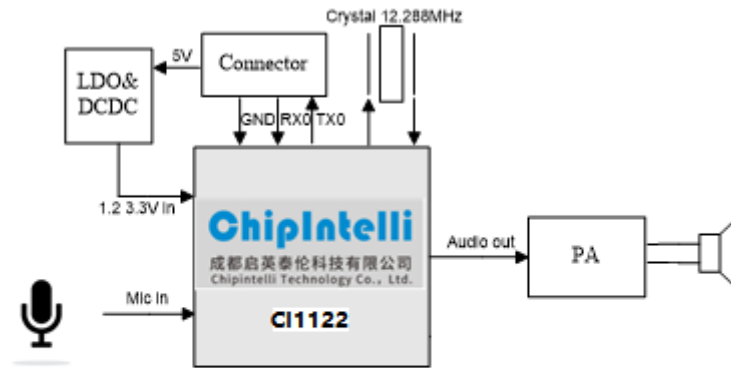 Crystal 12.288MHz
5V
Connector
LDO&
DCDC
GND RX0 TX0
1.2 3.3V in
ChipIntelli
成都启英泰伦科技有限公司
Chipintelli Technology Co., Ltd.
Audio out
PA
Mic in
CI1122